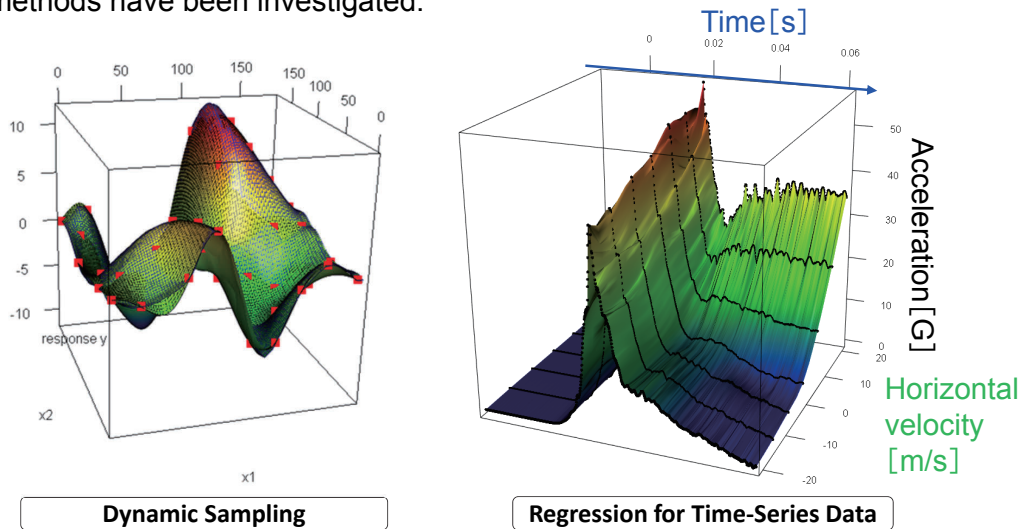 methods have been investigated.
0
50
100
150
150
100
50
0
10
5
0
-5
-10
response y
x2
x1
Dynamic Sampling
Time[s]
0
0.02
0.04
0.06
50
40
30
20
10
0
Acceleration[G]
20
10
0
-10
-20
Horizontal
velocity
[m/s]
Regression for Time-Series Data